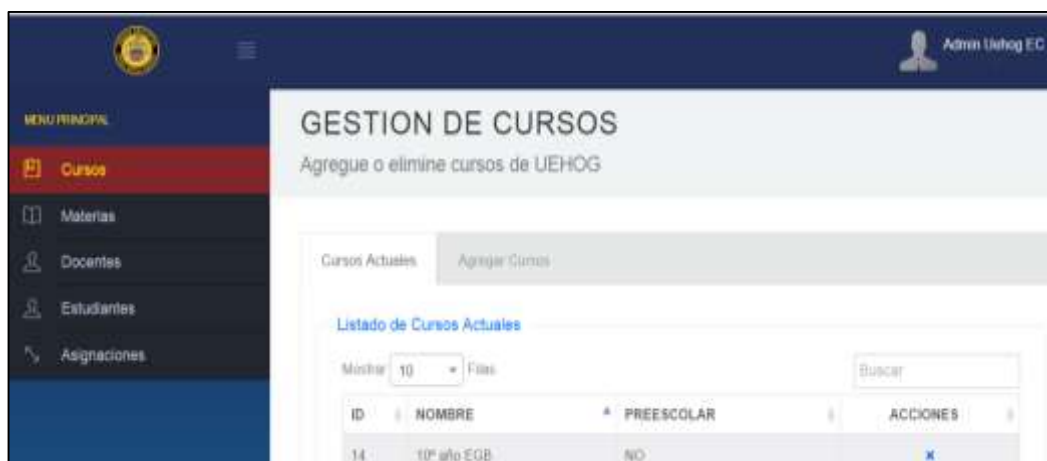 Admin Uehog EC
MENU PRINCIPAL
Cursos
Materias
Docentes
Estudiantes
Asignaciones
GESTION DE CURSOS
Agregue o elimine cursos de UEHOG
Cursos Actuales Agregar Cursos
Listado de Cursos Actuales
Mostrar 10 Filas Buscar
ID NOMBRE PREESCOLAR ACCIONES
14 10º año EGB NO